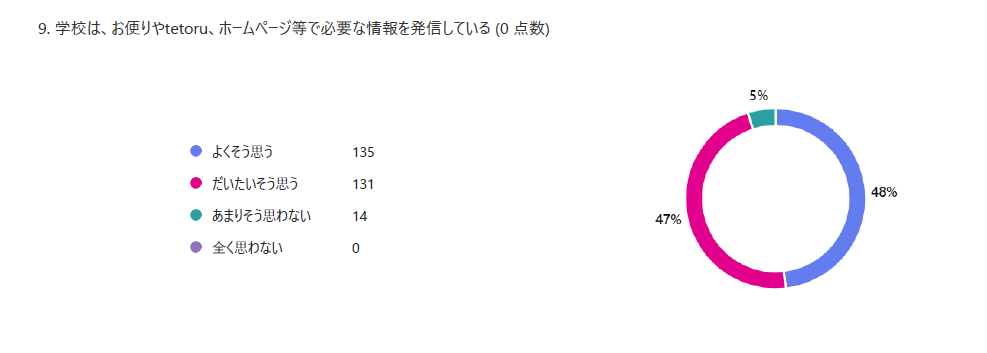 9. 学校は、お便りやtetoru、ホームページ等で必要な情報を発信している (0 点数)
よくそう思う 135
だいたいそう思う 131
あまりそう思わない 14
全く思わない 0
5%
48%
47%